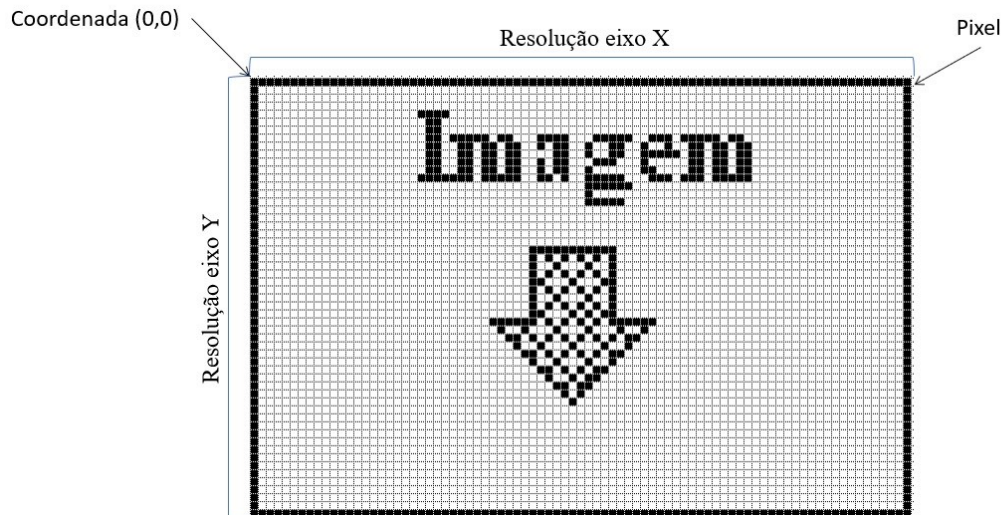 Coordenada (0,0)
Resolução eixo X
Pixel
Resolução eixo Y
Imagem